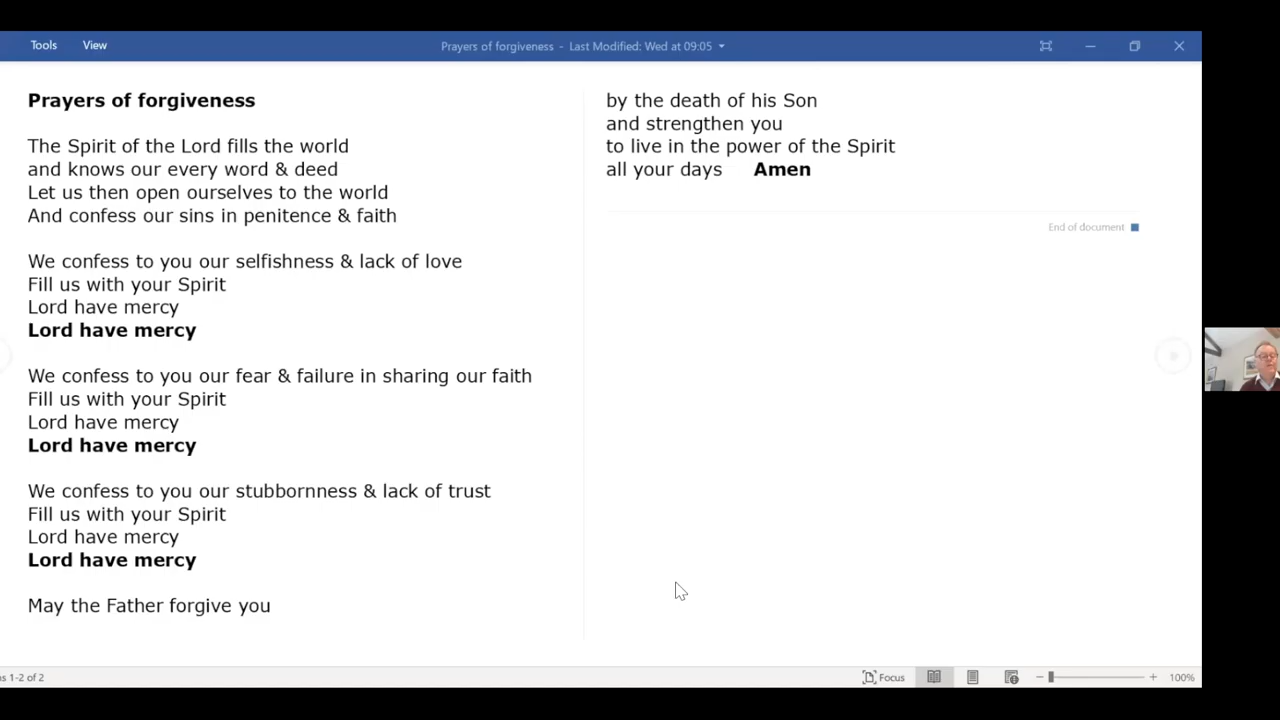 Tools View Prayers of forgiveness - Last Modified: Wed at 09:05
Prayers of forgiveness
The Spirit of the Lord fills the world
and knows our every word & deed
Let us then open ourselves to the world
And confess our sins in penitence & faith
We confess to you our selfishness & lack of love
Fill us with your Spirit
Lord have mercy
Lord have mercy
We confess to you our fear & failure in sharing our faith
Fill us with your Spirit
Lord have mercy
Lord have mercy
We confess to you our stubbornness & lack of trust
Fill us with your Spirit
Lord have mercy
Lord have mercy
May the Father forgive you
by the death of his Son
and strengthen you
to live in the power of the Spirit
all your days Amen
End of document
ns 1-2 of 2 Focus 100%